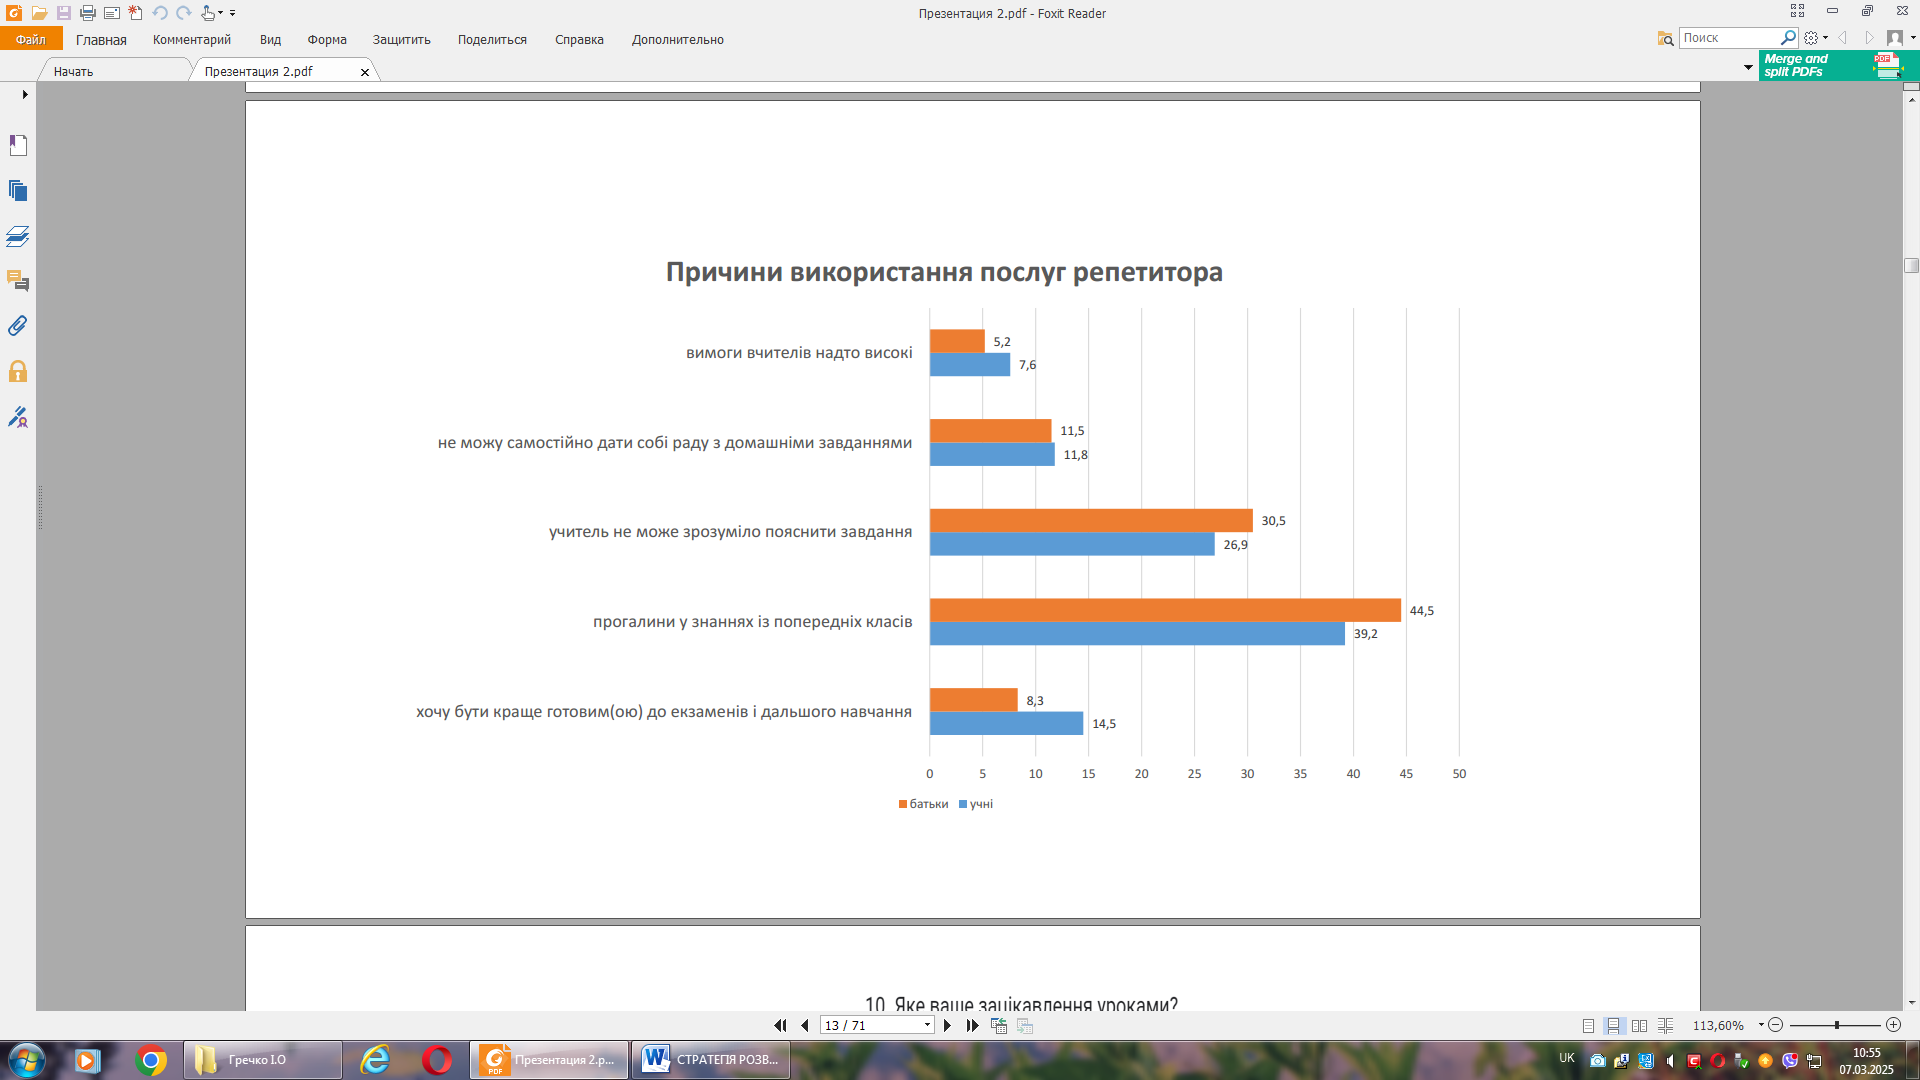 Презентация 2.pdf - Foxit Reader
Файл Главная Комментарий Вид Форма Защитить Поделиться Справка Дополнительно
Поиск
Начать Презентация 2.pdf
Merge and
split PDFs
Причини використання послуг репетитора
вимоги вчителів надто високі
5,2
7,6
не можу самостійно дати собі раду з домашніми завданнями
11,5
11,8
учитель не може зрозуміло пояснити завдання
30,5
26,9
прогалини у знаннях із попередніх класів
44,5
39,2
хочу бути краще готовим(ою) до екзаменів і дальшого навчання
8,3
14,5
0 5 10 15 20 25 30 35 40 45 50
батьки учні
10. Яке ваше зацікавлення уроками?
13 / 71
113,60%
Гречко І.О
Презентация 2.p...
СТРАТЕГІЯ РОЗВ...
UK
10:55
07.03.2025